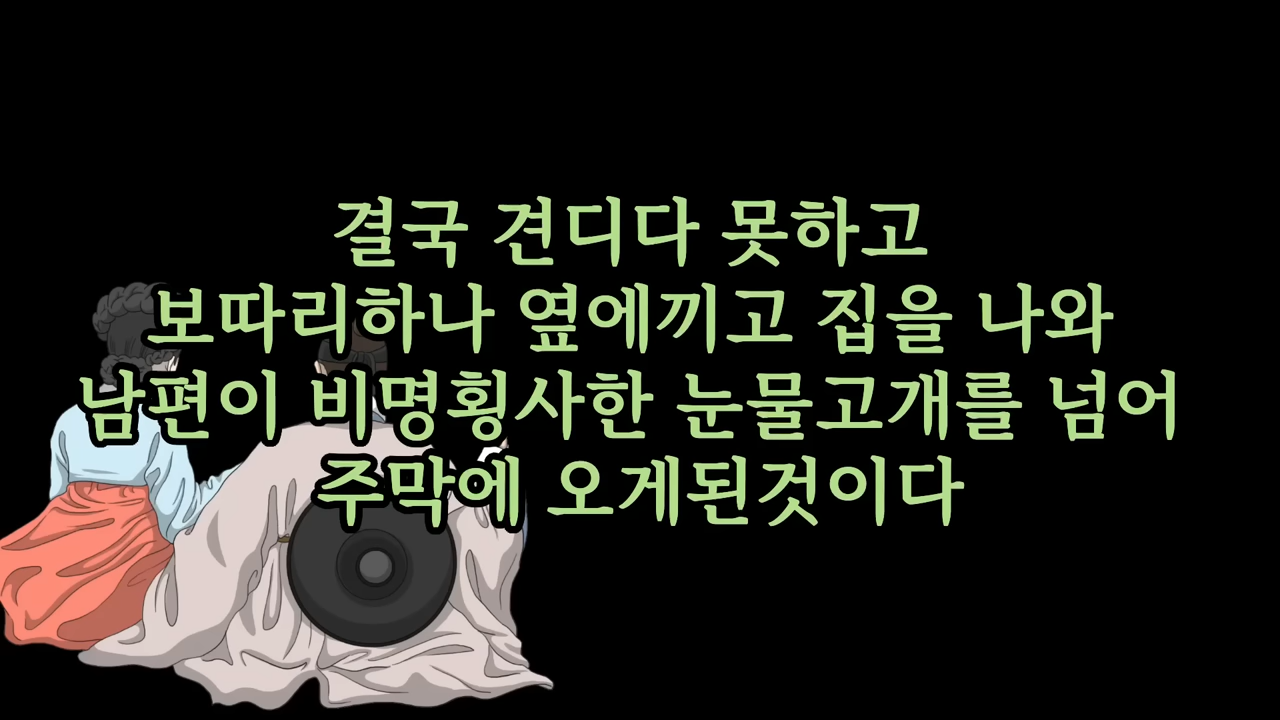 결국 견디다 못하고
보따리하나 옆에끼고 집을 나와
남편이 비명횡사한 눈물고개를 넘어
주막에 오게된것이다